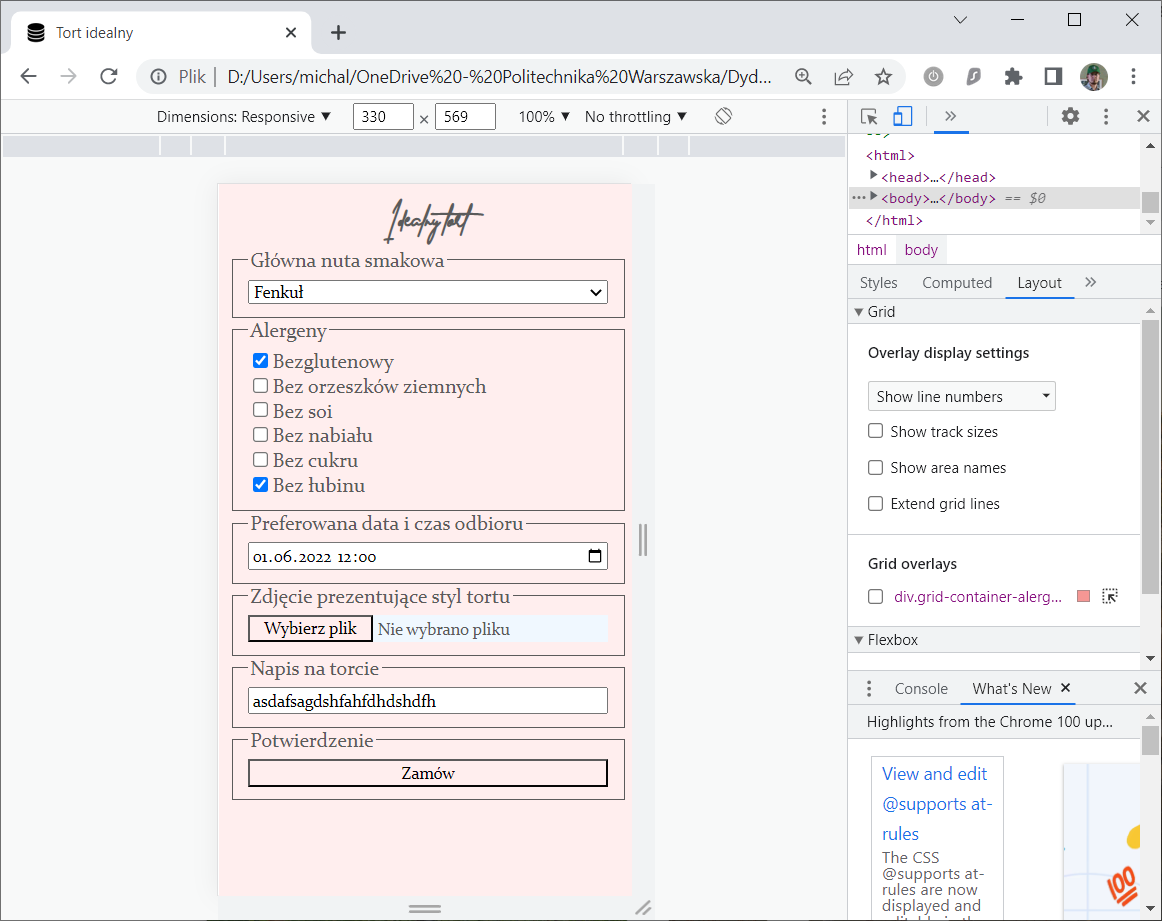 Tort idealny
Plik | D:/Users/michal/OneDrive%20-%20Politechnika%20Warszawska/Dyd...
Dimensions: Responsive ▼ 330 × 569 100% ▼ No throttling ▼
<html>
<head>…</head>
<body>…</body> == $0
</html>
html body
Styles Computed Layout
Grid
Overlay display settings
Show line numbers
Show track sizes
Show area names
Extend grid lines
Grid overlays
div.grid-container-alerg...
Flexbox
Console What's New
Highlights from the Chrome 100 up...
View and edit
@supports at-
rules
The CSS
@supports at-
rules are now
displayed and
Idealny tort
Główna nuta smakowa
Fenkuł
Alergeny
Bezglutenowy
Bez orzeszków ziemnych
Bez soi
Bez nabiału
Bez cukru
Bez łubinu
Preferowana data i czas odbioru
01.06.2022 12:00
Zdjęcie prezentujące styl tortu
Wybierz plik Nie wybrano pliku
Napis na torcie
asdafsagdshfahfdhdshdfh
Potwierdzenie
Zamów